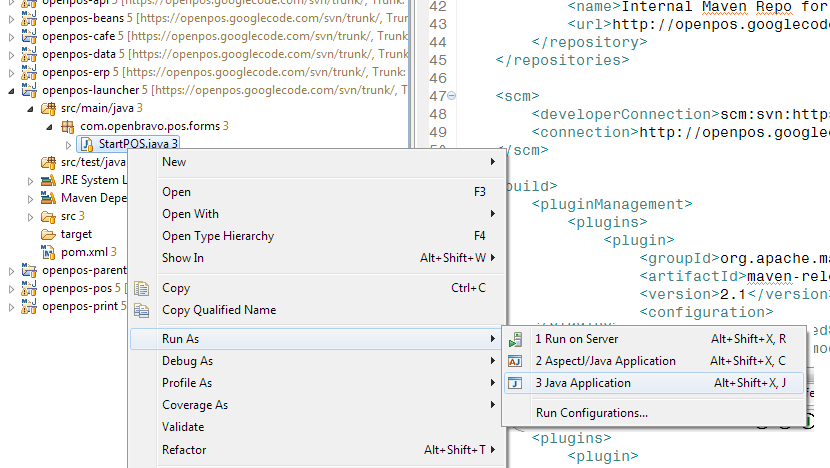 openpos-api 5 [https://openpos.googlecode.com/svn/trunk/, Trunk:
openpos-beans 5 [https://openpos.googlecode.com/svn/trunk/, T
openpos-cafe 5 [https://openpos.googlecode.com/svn/trunk/, Tru
openpos-data 5 [https://openpos.googlecode.com/svn/trunk/, Tru
openpos-erp 5 [https://openpos.googlecode.com/svn/trunk/, Trunk:
openpos-launcher 5 [https://openpos.googlecode.com/svn/trunk/, T
src/main/java 3
com.openbravo.pos.forms 3
StartPOS.java 3
src/test/java
JRE System L
Maven Depe
src 3
target
pom.xml 3
openpos-parent
openpos-pos 5
openpos-print 5
New
Open F3
Open With
Open Type Hierarchy F4
Show In Alt+Shift+W
Copy Ctrl+C
Copy Qualified Name
Run As
Debug As
Profile As
Coverage As
Validate
Refactor Alt+Shift+T
1 Run on Server Alt+Shift+X, R
2 AspectJ/Java Application Alt+Shift+X, C
3 Java Application Alt+Shift+X, J
Run Configurations...
42 <name>Internal Maven Repo for
43 <url>http://openpos.googlecod
44 </repository>
45 </repositories>
46
47 <scm>
48 <developerConnection>scm:svn:https
49 <connection>http://openpos.googlec
</scm>
build>
<pluginManagement>
<plugins>
<plugin>
<groupId>org.apache.ma
<artifactId>maven-rele
<version>2.1</version>
<configuration>
<plugins>
<plugin>